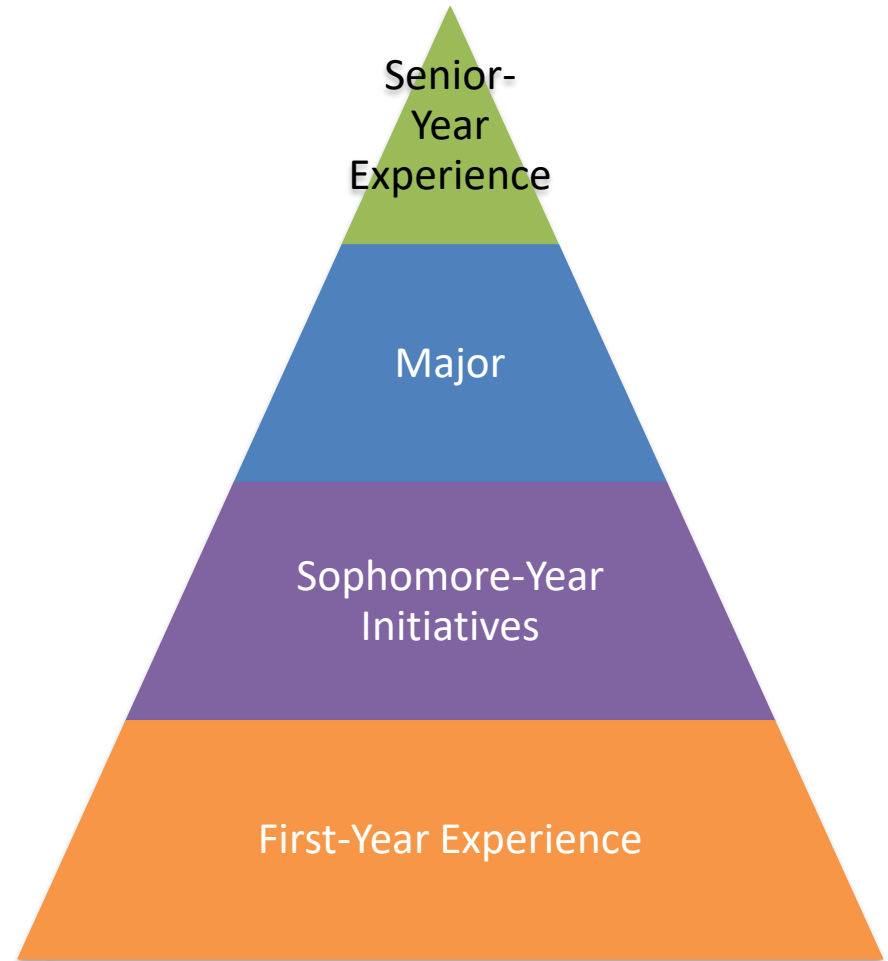 Senior-
Year
Experience
Major
Sophomore-Year
Initiatives
First-Year Experience